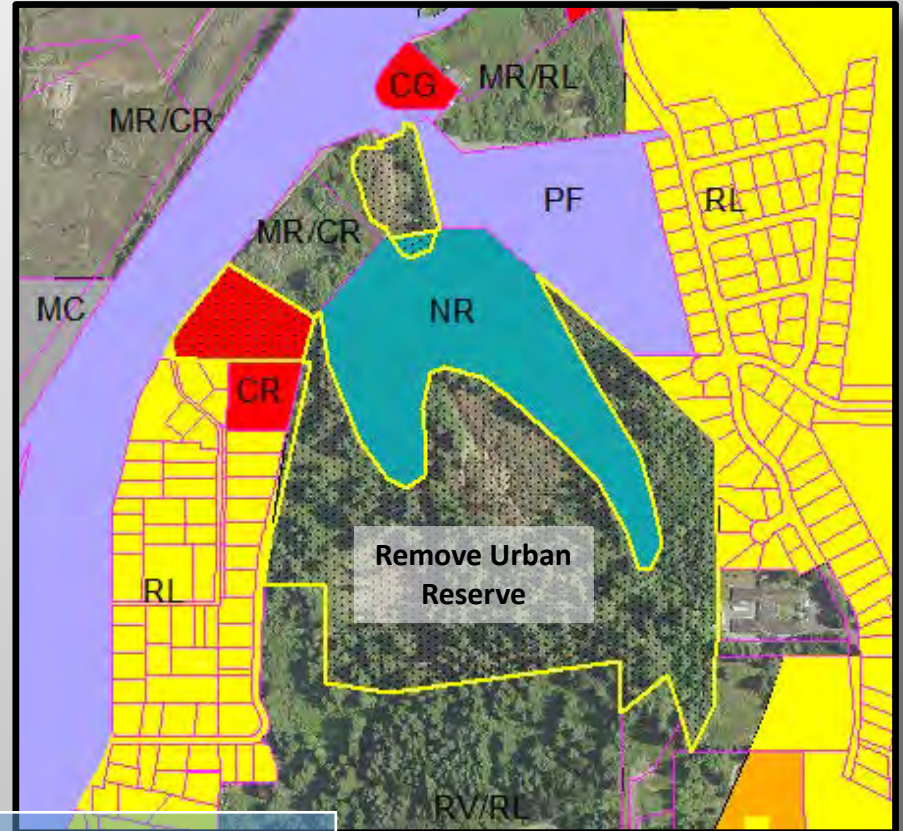 CG
MR/RL
MR/CR
PF
RL
MR/CR
MC
NR
CR
Remove Urban
Reserve
RL
RV/RL